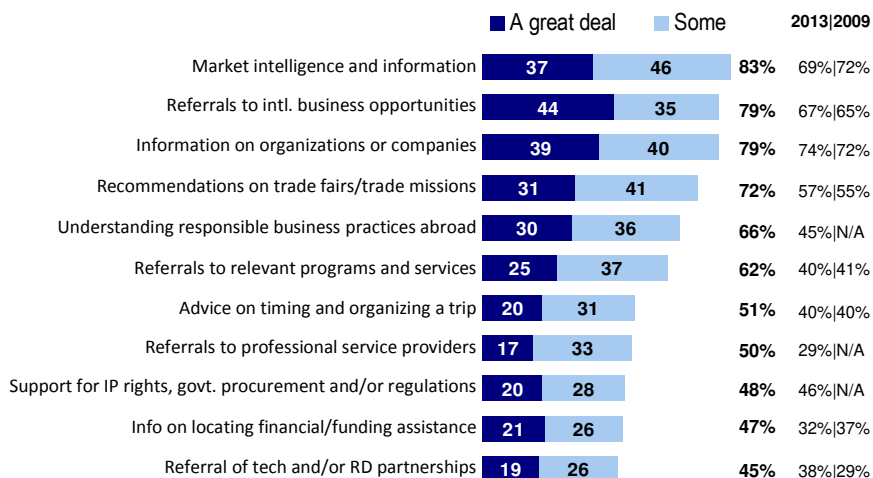 A great deal Some 2013|2009
Market intelligence and information 37 46 83% 69%|72%
Referrals to intl. business opportunities 44 35 79% 67%|65%
Information on organizations or companies 39 40 79% 74%|72%
Recommendations on trade fairs/trade missions 31 41 72% 57%|55%
Understanding responsible business practices abroad 30 36 66% 45%|N/A
Referrals to relevant programs and services 25 37 62% 40%|41%
Advice on timing and organizing a trip 20 31 51% 40%|40%
Referrals to professional service providers 17 33 50% 29%|N/A
Support for IP rights, govt. procurement and/or regulations 20 28 48% 46%|N/A
Info on locating financial/funding assistance 21 26 47% 32%|37%
Referral of tech and/or RD partnerships 19 26 45% 38%|29%